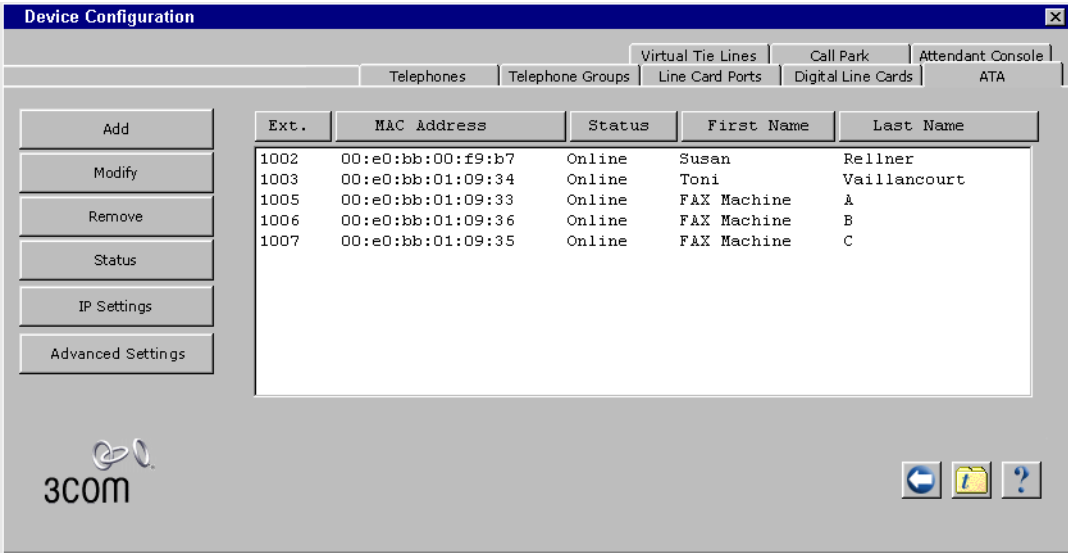 Device Configuration
Virtual Tie Lines Call Park Attendant Console
Telephones Telephone Groups Line Card Ports Digital Line Cards ATA
Add
Modify
Remove
Status
IP Settings
Advanced Settings
Ext. MAC Address Status First Name Last Name
1002 00:e0:bb:00:f9:b7 Online Susan Rellner
1003 00:e0:bb:01:09:34 Online Toni Vaillancourt
1005 00:e0:bb:01:09:33 Online FAX Machine A
1006 00:e0:bb:01:09:36 Online FAX Machine B
1007 00:e0:bb:01:09:35 Online FAX Machine C
3COM
t ?